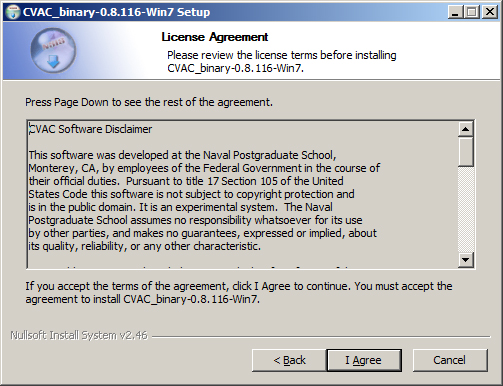 CVAC_binary-0.8.116-Win7 Setup
License Agreement
Please review the license terms before installing
CVAC_binary-0.8.116-Win7.
Press Page Down to see the rest of the agreement.
CVAC Software Disclaimer
This software was developed at the Naval Postgraduate School,
Monterey, CA, by employees of the Federal Government in the course of
their official duties.  Pursuant to title 17 Section 105 of the United
States Code this software is not subject to copyright protection and
is in the public domain. It is an experimental system.  The Naval
Postgraduate School assumes no responsibility whatsoever for its use
by other parties, and makes no guarantees, expressed or implied, about
its quality, reliability, or any other characteristic.
If you accept the terms of the agreement, click I Agree to continue. You must accept the
agreement to install CVAC_binary-0.8.116-Win7.
Nullsoft Install System v2.46
< Back
I Agree
Cancel